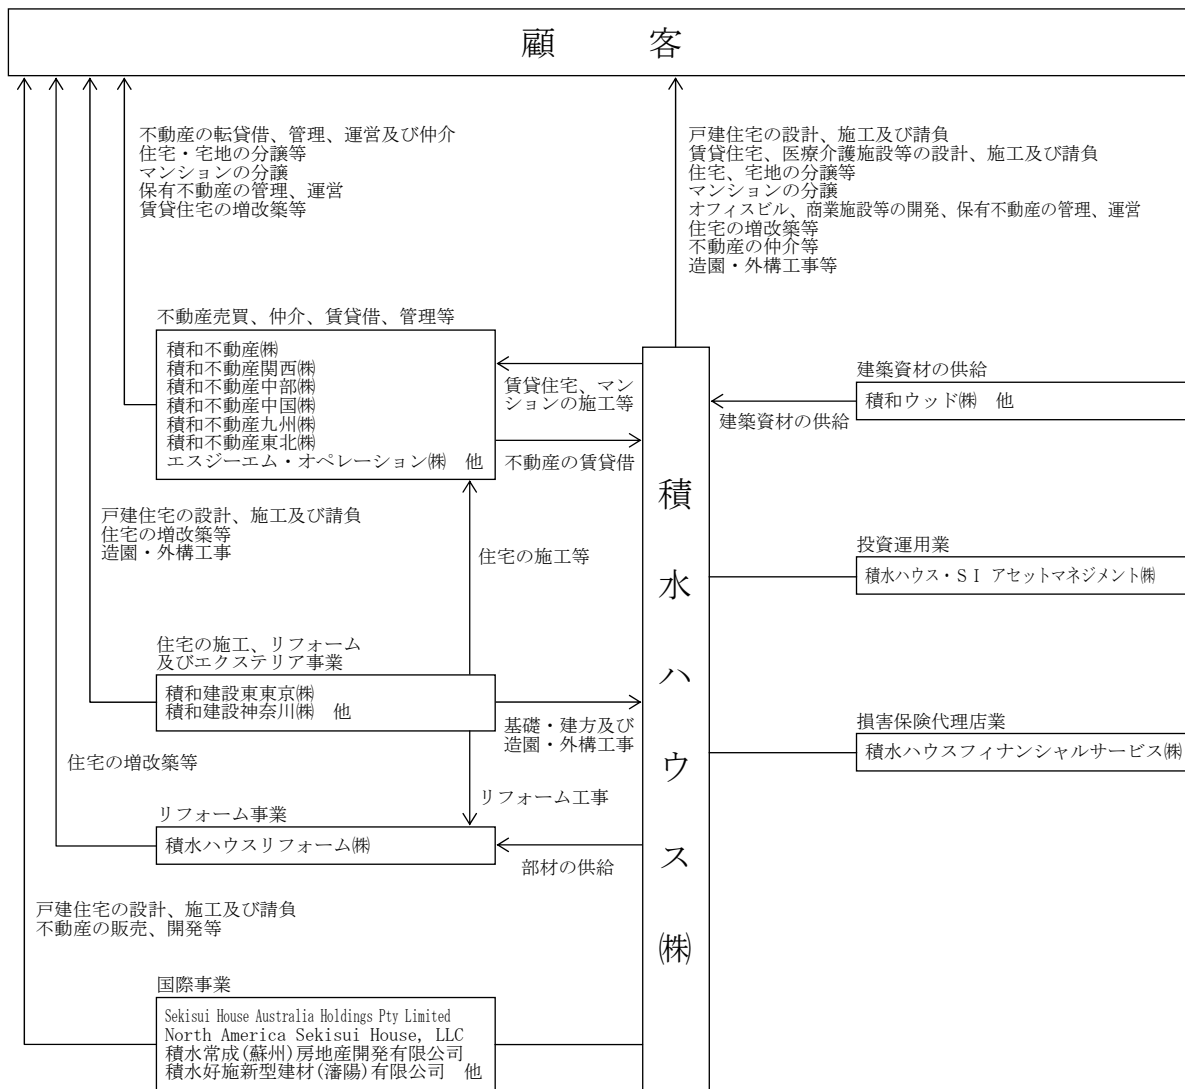 顧客
不動産の転貸借、管理、運営及び仲介
住宅・宅地の分譲等
マンションの分譲
保有不動産の管理、運営
賃貸住宅の増改築等
戸建住宅の設計、施工及び請負
賃貸住宅、医療介護施設等の設計、施工及び請負
住宅、宅地の分譲等
マンションの分譲
オフィスビル、商業施設等の開発、保有不動産の管理、運営
住宅の増改築等
不動産の仲介等
造園・外構工事等
不動産売買、仲介、賃貸借、管理等
積和不動産㈱
積和不動産関西㈱
積和不動産中部㈱
積和不動産中国㈱
積和不動産九州㈱
積和不動産東北㈱
エスジーエム・オペレーション㈱ 他
賃貸住宅、マン
ションの施工等
不動産の賃貸借
積水ハウス㈱
建築資材の供給
積和ウッド㈱ 他
建築資材の供給
戸建住宅の設計、施工及び請負
住宅の増改築等
造園・外構工事
住宅の施工等
投資運用業
積水ハウス・ＳＩ アセットマネジメント㈱
住宅の施工、リフォーム
及びエクステリア事業
積和建設東東京㈱
積和建設神奈川㈱ 他
基礎・建方及び
造園・外構工事
損害保険代理店業
積水ハウスフィナンシャルサービス㈱
住宅の増改築等
リフォーム工事
リフォーム事業
積水ハウスリフォーム㈱
部材の供給
戸建住宅の設計、施工及び請負
不動産の販売、開発等
国際事業
Sekisui House Australia Holdings Pty Limited
North America Sekisui House, LLC
積水常成(蘇州)房地産開発有限公司
積水好施新型建材(瀋陽)有限公司 他